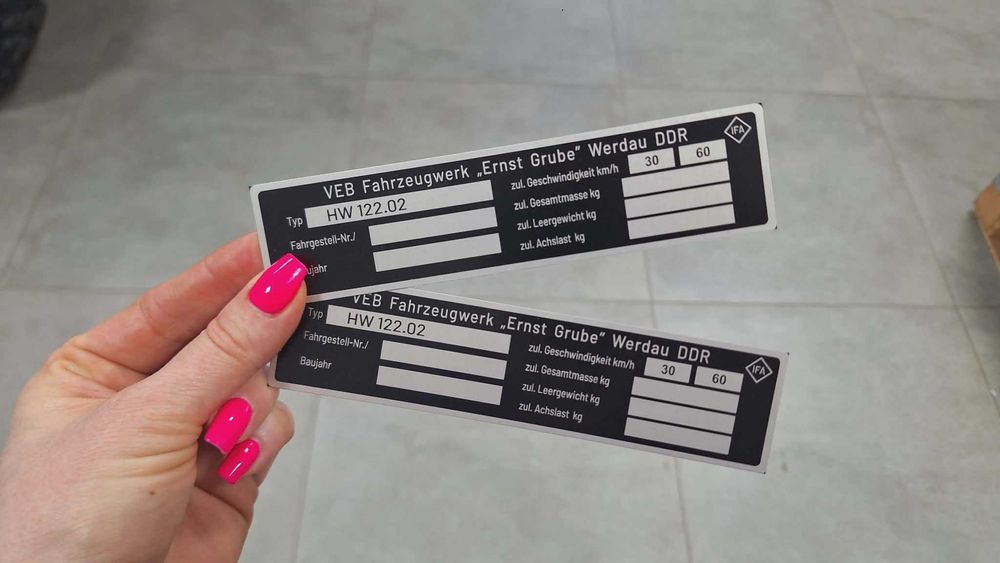 VEB Fahrzeugwerk „Ernst Grube" Werdau DDR
IFA
Typ HW 122.02
Fahrgestell-Nr./
ujahr
zul. Geschwindigkeit km/h 30 60
zul. Gesamtmasse kg
zul. Leergewicht kg
zul. Achslast kg
VEB Fahrzeugwerk „Ernst Grube" Werdau DDR
IFA
Typ HW 122.02
Fahrgestell-Nr./
Baujahr
zul. Geschwindigkeit km/h 30 60
zul. Gesamtmasse kg
zul. Leergewicht kg
zul. Achslast kg